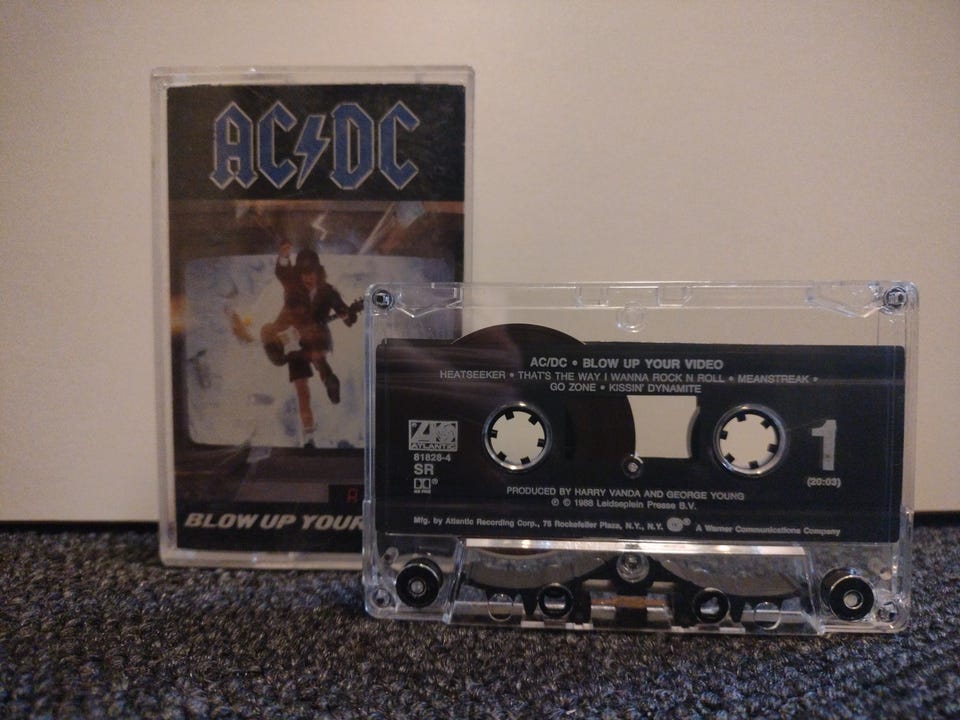 AC/DC
BLOW UP YOUR
AC/DC • BLOW UP YOUR VIDEO
HEATSEEKER • THAT'S THE WAY I WANNA ROCK N ROLL • MEANSTREAK •
GO ZONE • KISSIN' DYNAMITE
ATLANTIC
81828-4
SR
1
(20:03)
PRODUCED BY HARRY VANDA AND GEORGE YOUNG
℗ © 1988 Leidseplein Presse B.V.
Mfg. by Atlantic Recording Corp., 75 Rockefeller Plaza, N.Y., N.Y. A Warner Communications Company